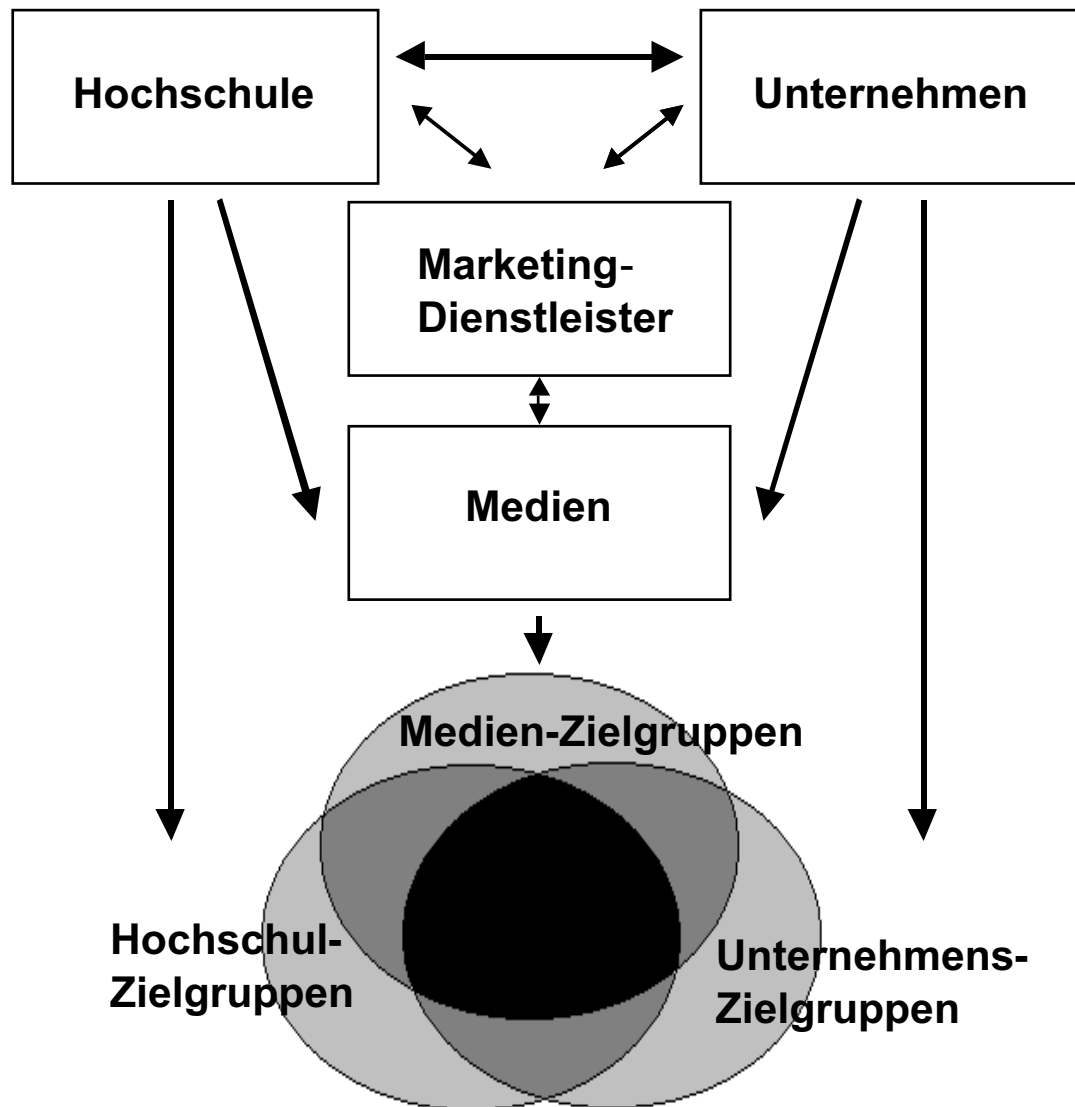 Hochschule
Unternehmen
Marketing-
Dienstleister
Medien
Medien-Zielgruppen
Hochschul-
Zielgruppen
Unternehmens-
Zielgruppen